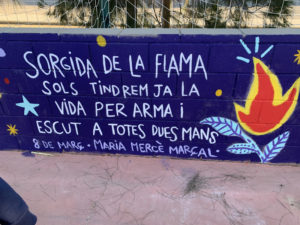 SORGIDA DE LA FLAMA
SOLS TINDREM JA LA
VIDA PER ARMA I
ESCUT A TOTES DUES MANS
8 DE MARÇ • MARIA MERCÈ MARÇAL